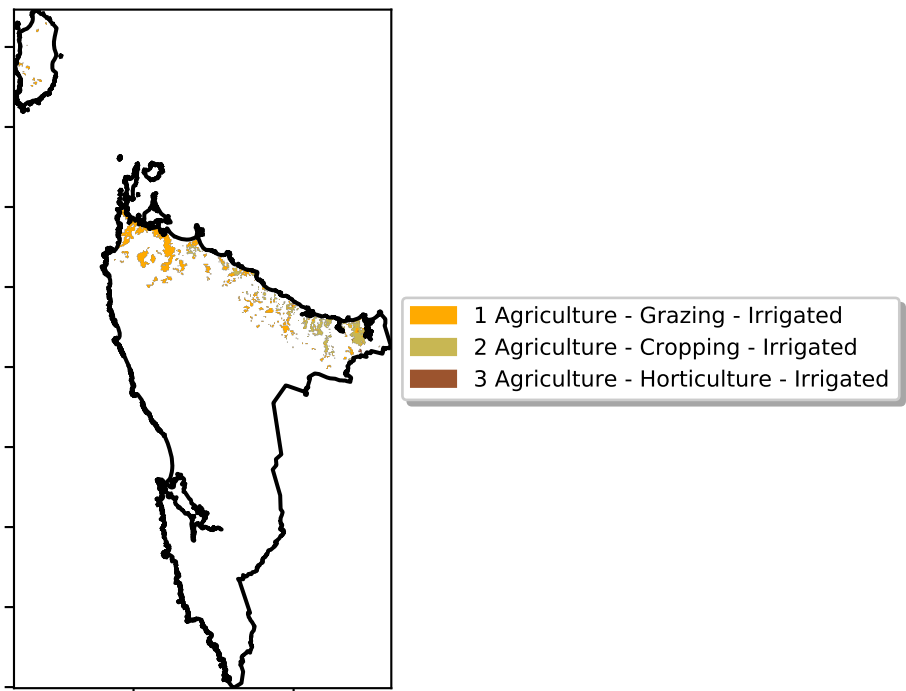 1 Agriculture - Grazing - Irrigated
2 Agriculture - Cropping - Irrigated
3 Agriculture - Horticulture - Irrigated